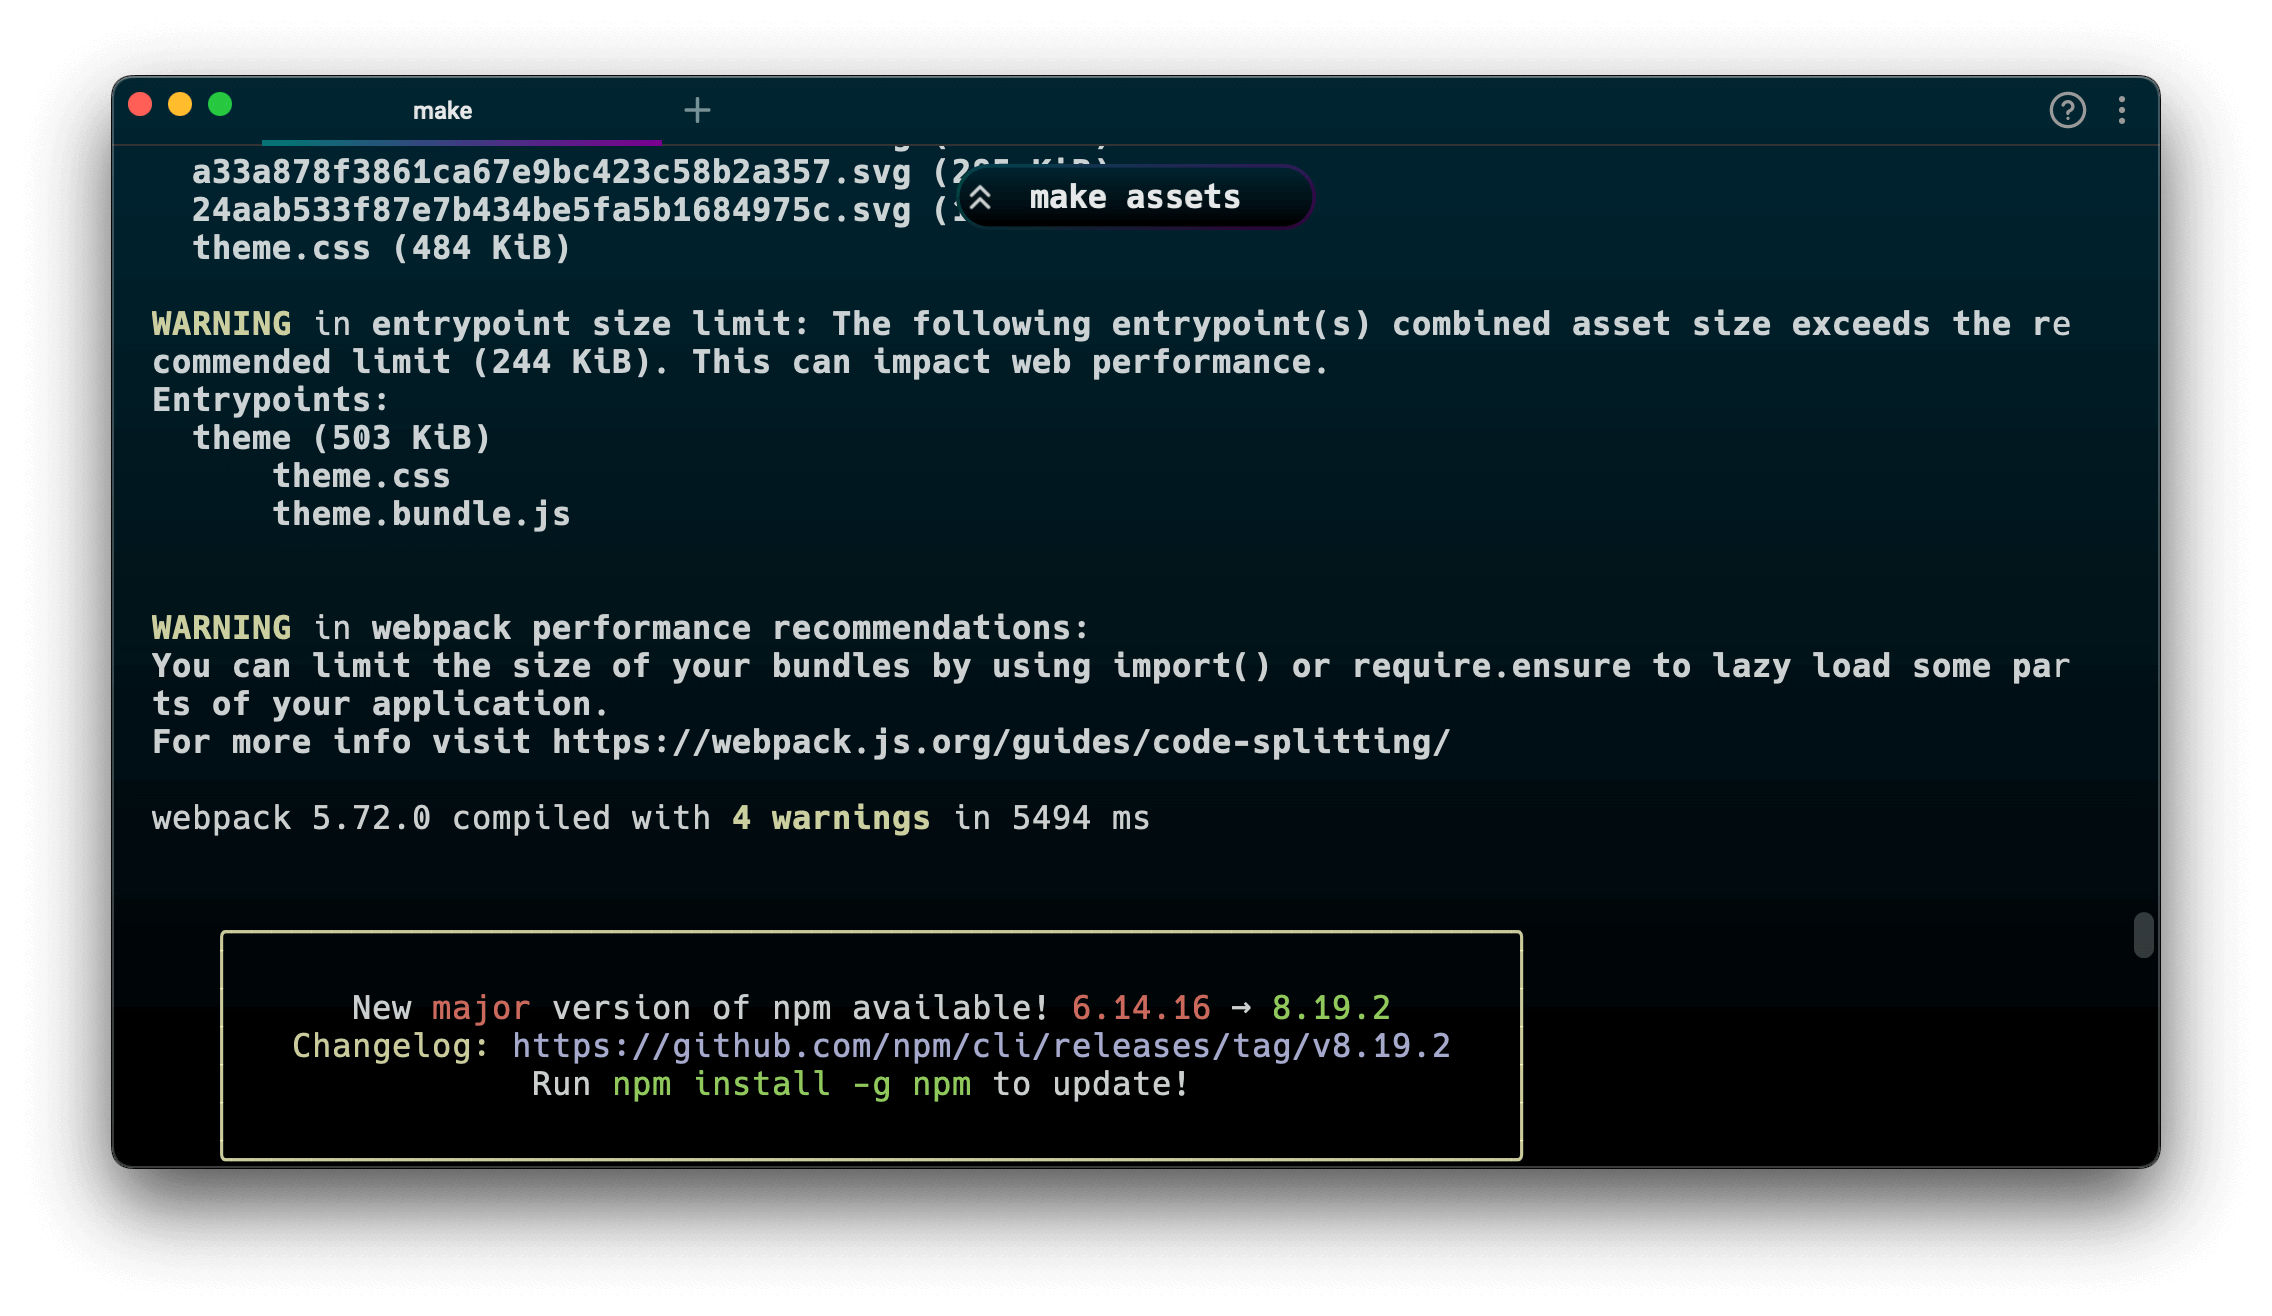 make
a33a878f3861ca67e9bc423c58b2a357.svg
make assets
24aab533f87e7b434be5fa5b1684975c.svg
theme.css (484 KiB)
WARNING in entrypoint size limit: The following entrypoint(s) combined asset size exceeds the re
commended limit (244 KiB). This can impact web performance.
Entrypoints:
theme (503 KiB)
theme.css
theme.bundle.js
WARNING in webpack performance recommendations:
You can limit the size of your bundles by using import() or require.ensure to lazy load some par
ts of your application.
For more info visit https://webpack.js.org/guides/code-splitting/
webpack 5.72.0 compiled with 4 warnings in 5494 ms
New major version of npm available! 6.14.16 → 8.19.2
Changelog: https://github.com/npm/cli/releases/tag/v8.19.2
Run npm install -g npm to update!